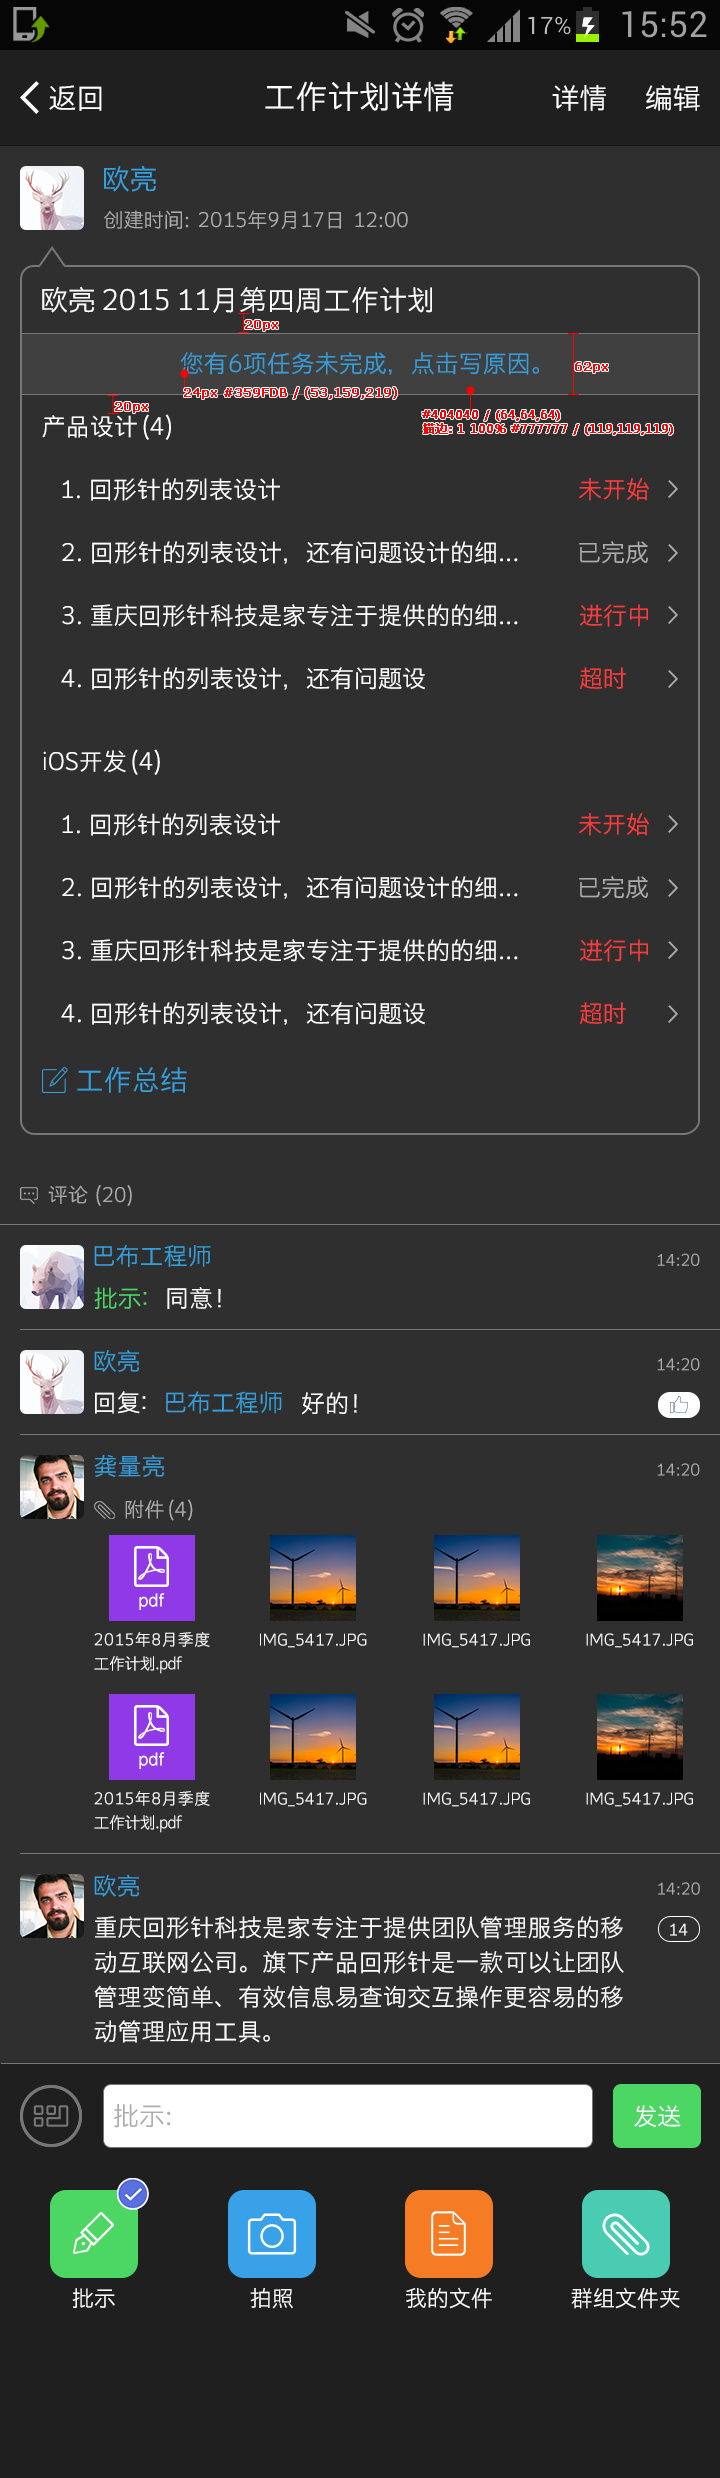 17% 15:52
返回 工作计划详情 详情 编辑
欧亮
创建时间: 2015年9月17日 12:00
欧亮 2015 11月第四周工作计划
20px
您有6项任务未完成，点击写原因。
62px
24px #359FDB / (53,159,219)
20px
#404040 / (64,64,64)
描边: 1 100% #777777 / (119,119,119)
产品设计(4)
1. 回形针的列表设计 未开始
2. 回形针的列表设计，还有问题设计的细... 已完成
3. 重庆回形针科技是家专注于提供的的细... 进行中
4. 回形针的列表设计，还有问题设 超时
iOS开发(4)
1. 回形针的列表设计 未开始
2. 回形针的列表设计，还有问题设计的细... 已完成
3. 重庆回形针科技是家专注于提供的的细... 进行中
4. 回形针的列表设计，还有问题设 超时
工作总结
评论 (20)
巴布工程师 14:20
批示: 同意!
欧亮 14:20
回复: 巴布工程师 好的!
龚量亮 14:20
附件(4)
pdf
2015年8月季度 IMG_5417.JPG IMG_5417.JPG IMG_5417.JPG
工作计划.pdf
pdf
2015年8月季度 IMG_5417.JPG IMG_5417.JPG IMG_5417.JPG
工作计划.pdf
欧亮 14:20
重庆回形针科技是家专注于提供团队管理服务的移 14
动互联网公司。旗下产品回形针是一款可以让团队
管理变简单、有效信息易查询交互操作更容易的移
动管理应用工具。
批示: 发送
批示 拍照 我的文件 群组文件夹